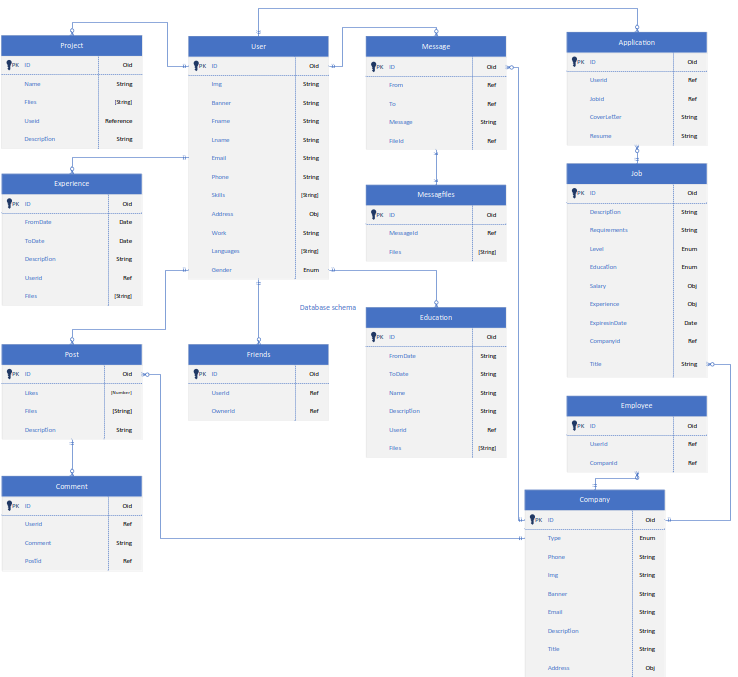 Project
PK ID Oid
Name String
Files [String]
Useid Reference
Description String
User
PK ID Oid
Img String
Banner String
Fname String
Lname String
Email String
Phone String
Skills [String]
Address Obj
Work String
Languages [String]
Gender Enum
Message
PK ID Oid
From Ref
To Ref
Message String
FileId Ref
Application
PK ID Oid
UserId Ref
JobId Ref
CoverLetter String
Resume String
Experience
PK ID Oid
FromDate Date
ToDate Date
Description String
UserId Ref
Files [String]
Messagfiles
PK ID Oid
MessageId Ref
Files [String]
Job
PK ID Oid
Description String
Requirements String
Level Enum
Education Enum
Salary Obj
Experience Obj
ExpiresinDate Date
CompanyId Ref
Title String
Database schema
Education
PK ID Oid
FromDate String
ToDate String
Name String
Description String
UserId Ref
Files [String]
Post
PK ID Oid
Likes [Number]
Files [String]
Description String
Friends
PK ID Oid
UserId Ref
OwnerId Ref
Employee
PK ID Oid
UserId Ref
CompanId Ref
Comment
PK ID Oid
UserId Ref
Comment String
PostId Ref
Company
PK ID Oid
Type Enum
Phone String
Img String
Banner String
Email String
Description String
Title String
Address Obj